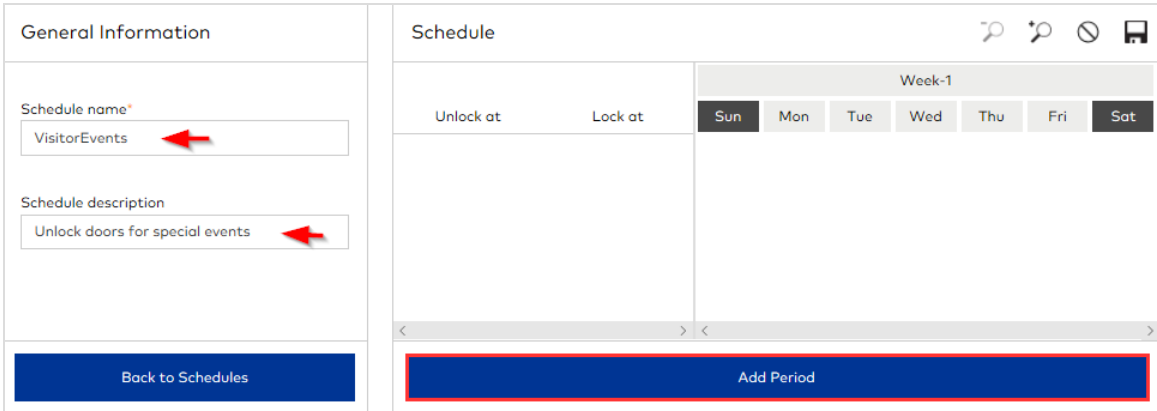 General Information
Schedule name*
VisitorEvents
Schedule description
Unlock doors for special events
Back to Schedules
Schedule
Week-1
Unlock at Lock at Sun Mon Tue Wed Thu Fri Sat
Add Period